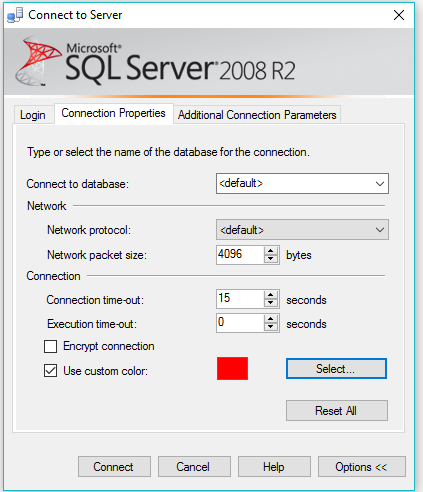 Connect to Server
Microsoft®
SQL Server® 2008 R2
Login
Connection Properties
Additional Connection Parameters
Type or select the name of the database for the connection.
Connect to database:
<default>
Network
Network protocol:
<default>
Network packet size:
4096
bytes
Connection
Connection time-out:
15
seconds
Execution time-out:
0
seconds
Encrypt connection
Use custom color:
Select...
Reset All
Connect
Cancel
Help
Options <<